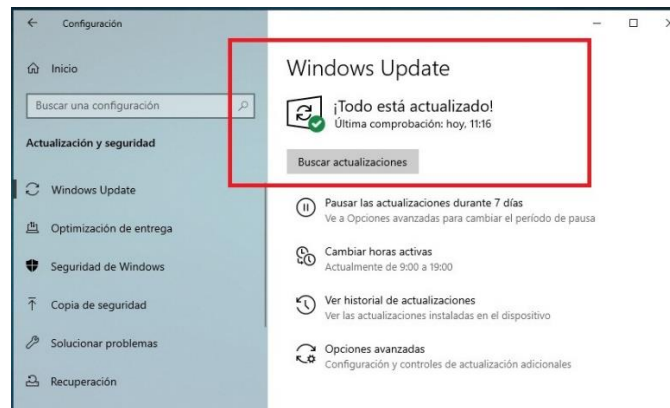 Configuración
Inicio
Buscar una configuración
Actualización y seguridad
Windows Update
Optimización de entrega
Seguridad de Windows
Copia de seguridad
Solucionar problemas
Recuperación
Windows Update
¡Todo está actualizado!
Última comprobación: hoy, 11:16
Buscar actualizaciones
Pausar las actualizaciones durante 7 días
Ve a Opciones avanzadas para cambiar el período de pausa
Cambiar horas activas
Actualmente de 9:00 a 19:00
Ver historial de actualizaciones
Ver las actualizaciones instaladas en el dispositivo
Opciones avanzadas
Configuración y controles de actualización adicionales